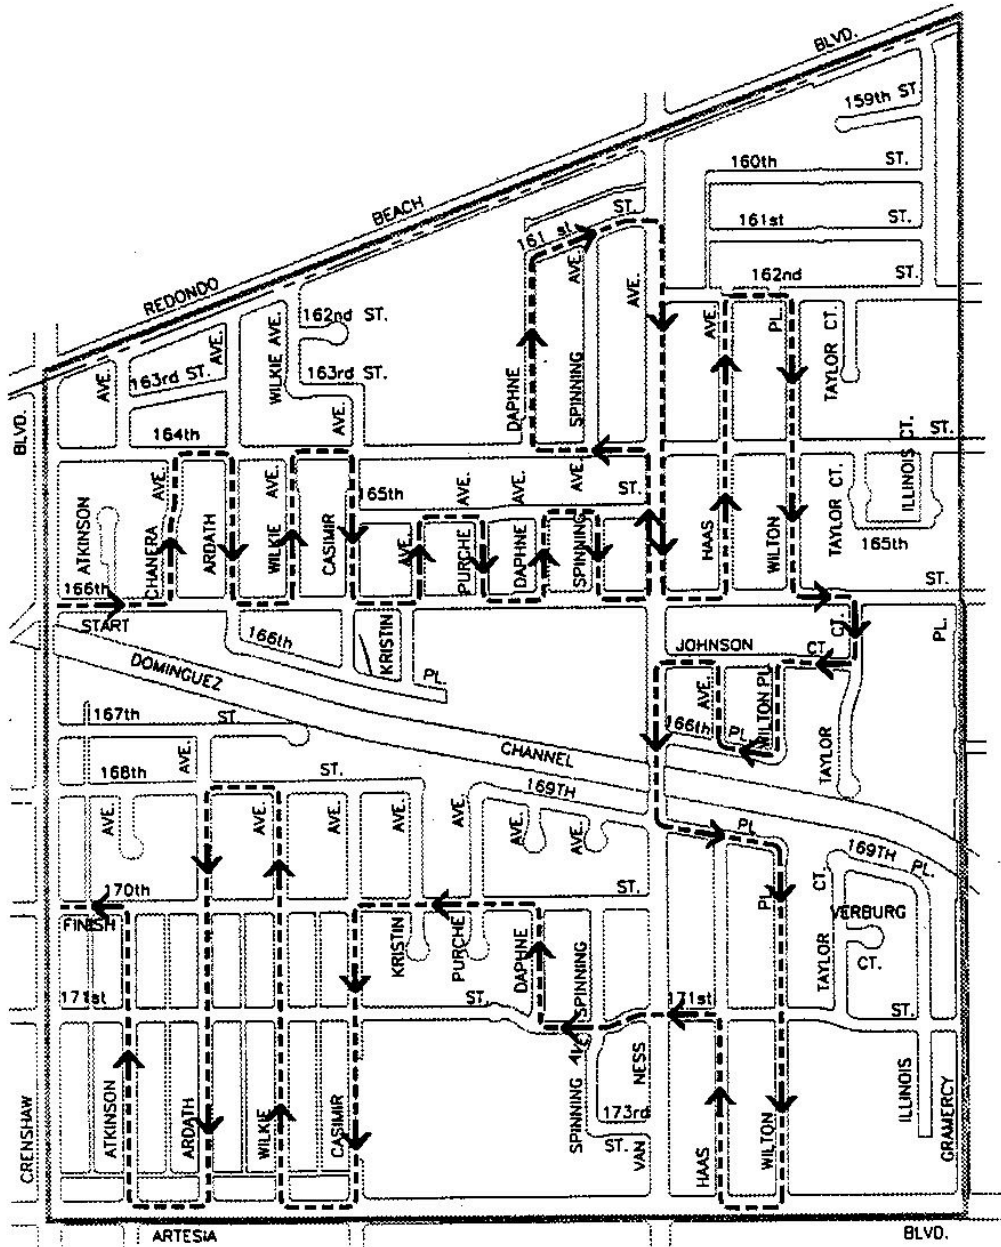 BLVD.
159th ST.
160th ST.
BEACH
161 st ST.
161st ST.
AVE.
AVE.
162nd ST.
REDONDO
162nd ST.
AVE.
PL.
TAYLOR CT.
AVE.
WILKIE AVE.
163rd ST.
163rd ST.
AVE.
DAPHNE
SPINNING
AVE.
BLVD.
164th
ILLINOIS CT.
ST.
AVE.
AVE.
165th
AVE.
AVE.
AVE.
ST.
TAYLOR CT.
165th
ATKINSON
CHANERA
ARDATH
WILKIE
CASIMIR
AVE.
PURCHE
DAPHNE
SPINNING
HAAS
WILTON
166th
START
ST.
166th
KRISTIN
PL.
JOHNSON
CT.
CT.
PL.
DOMINGUEZ
CHANNEL
AVE.
WILTON PL.
166th PL.
TAYLOR
167th
ST.
AVE.
168th
ST.
169TH
AVE.
AVE.
AVE.
AVE.
AVE.
AVE.
AVE.
PL.
169TH PL.
170th
ST.
FINISH
KRISTIN
PURCHE
DAPHNE
SPINNING
PL.
TAYLOR CT.
VERBURG
CT.
171st
ST.
171st
ST.
SPINNING AVE.
NESS
VAN
173rd
ST.
CRENSHAW
ATKINSON
ARDATH
WILKIE
CASIMIR
HAAS
WILTON
ILLINOIS
GRAMERCY
ARTESIA
BLVD.